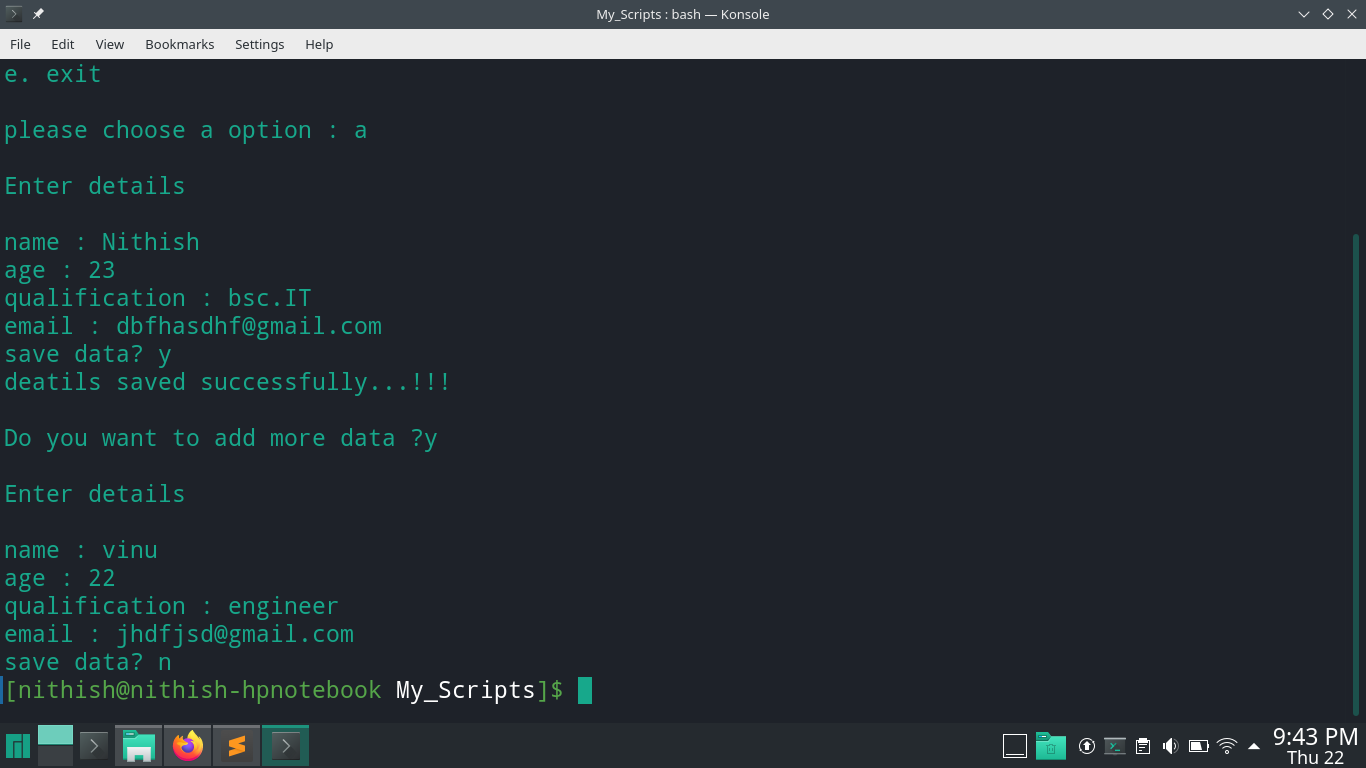 My_Scripts : bash — Konsole
File Edit View Bookmarks Settings Help
e. exit
please choose a option : a
Enter details
name : Nithish
age : 23
qualification : bsc.IT
email : dbfhasdhf@gmail.com
save data? y
deatils saved successfully...!!!
Do you want to add more data ?y
Enter details
name : vinu
age : 22
qualification : engineer
email : jhdfjsd@gmail.com
save data? n
[nithish@nithish-hpnotebook My_Scripts]$
9:43 PM
Thu 22